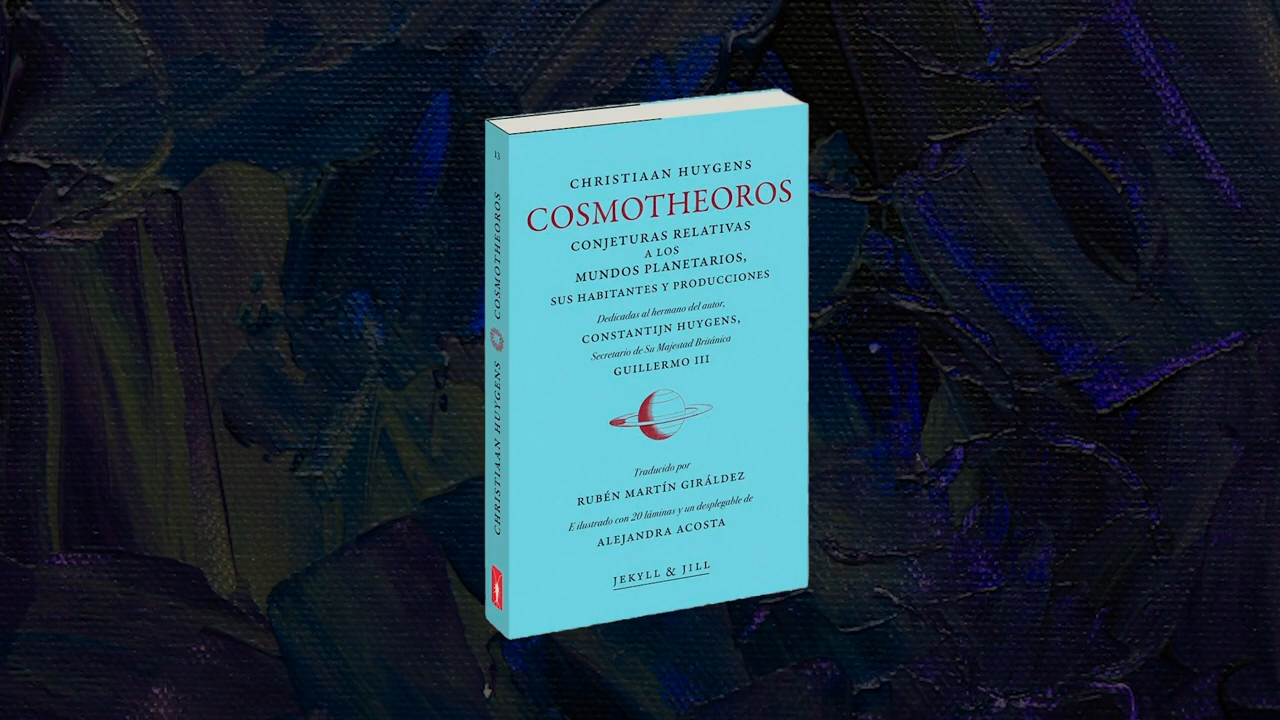 CHRISTIAAN HUYGENS
COSMOTHEOROS
CONJETURAS RELATIVAS
A LOS
MUNDOS PLANETARIOS,
SUS HABITANTES Y PRODUCCIONES
Dedicadas al hermano del autor,
CONSTANTIJN HUYGENS,
Secretario de Su Majestad Británica
GUILLERMO III
Traducido por
RUBÉN MARTÍN GIRÁLDEZ
E ilustrado con 20 láminas y un desplegable de
ALEJANDRA ACOSTA
JEKYLL & JILL
13
CHRISTIAAN HUYGENS COSMOTHEOROS